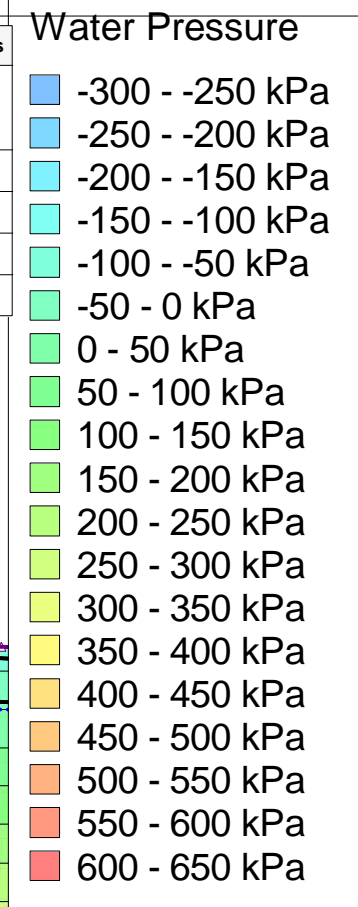 s
Water Pressure
-300 - -250 kPa
-250 - -200 kPa
-200 - -150 kPa
-150 - -100 kPa
-100 - -50 kPa
-50 - 0 kPa
0 - 50 kPa
50 - 100 kPa
100 - 150 kPa
150 - 200 kPa
200 - 250 kPa
250 - 300 kPa
300 - 350 kPa
350 - 400 kPa
400 - 450 kPa
450 - 500 kPa
500 - 550 kPa
550 - 600 kPa
600 - 650 kPa